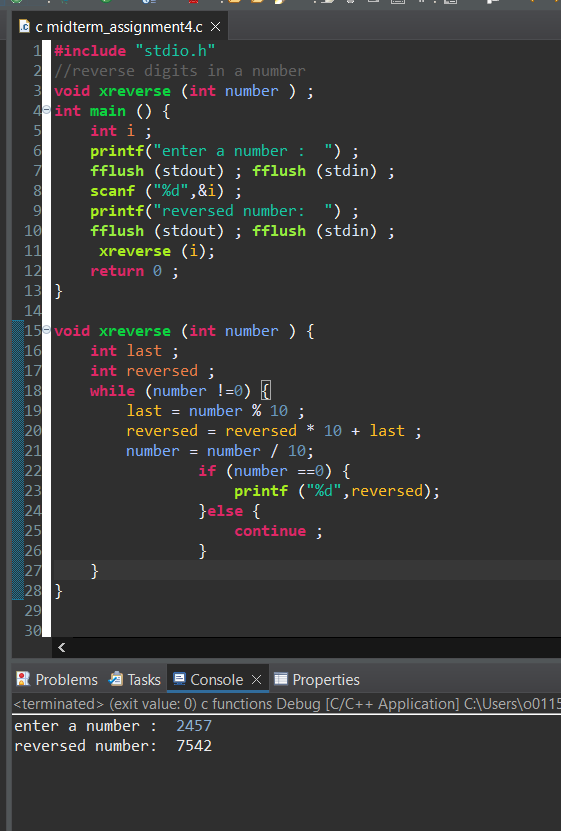 c midterm_assignment4.c
1 #include "stdio.h"
2 //reverse digits in a number
3 void xreverse (int number ) ;
4 int main () {
5 int i ;
6 printf("enter a number :  ") ;
7 fflush (stdout) ; fflush (stdin) ;
8 scanf ("%d",&i) ;
9 printf("reversed number:  ") ;
10 fflush (stdout) ; fflush (stdin) ;
11 xreverse (i);
12 return 0 ;
13 }
14
15 void xreverse (int number ) {
16 int last ;
17 int reversed ;
18 while (number !=0) {
19 last = number % 10 ;
20 reversed = reversed * 10 + last ;
21 number = number / 10;
22 if (number ==0) {
23 printf ("%d",reversed);
24 }else {
25 continue ;
26 }
27 }
28 }
29
30
Problems Tasks Console Properties
<terminated> (exit value: 0) c functions Debug [C/C++ Application] C:\Users\o0115
enter a number :  2457
reversed number:  7542